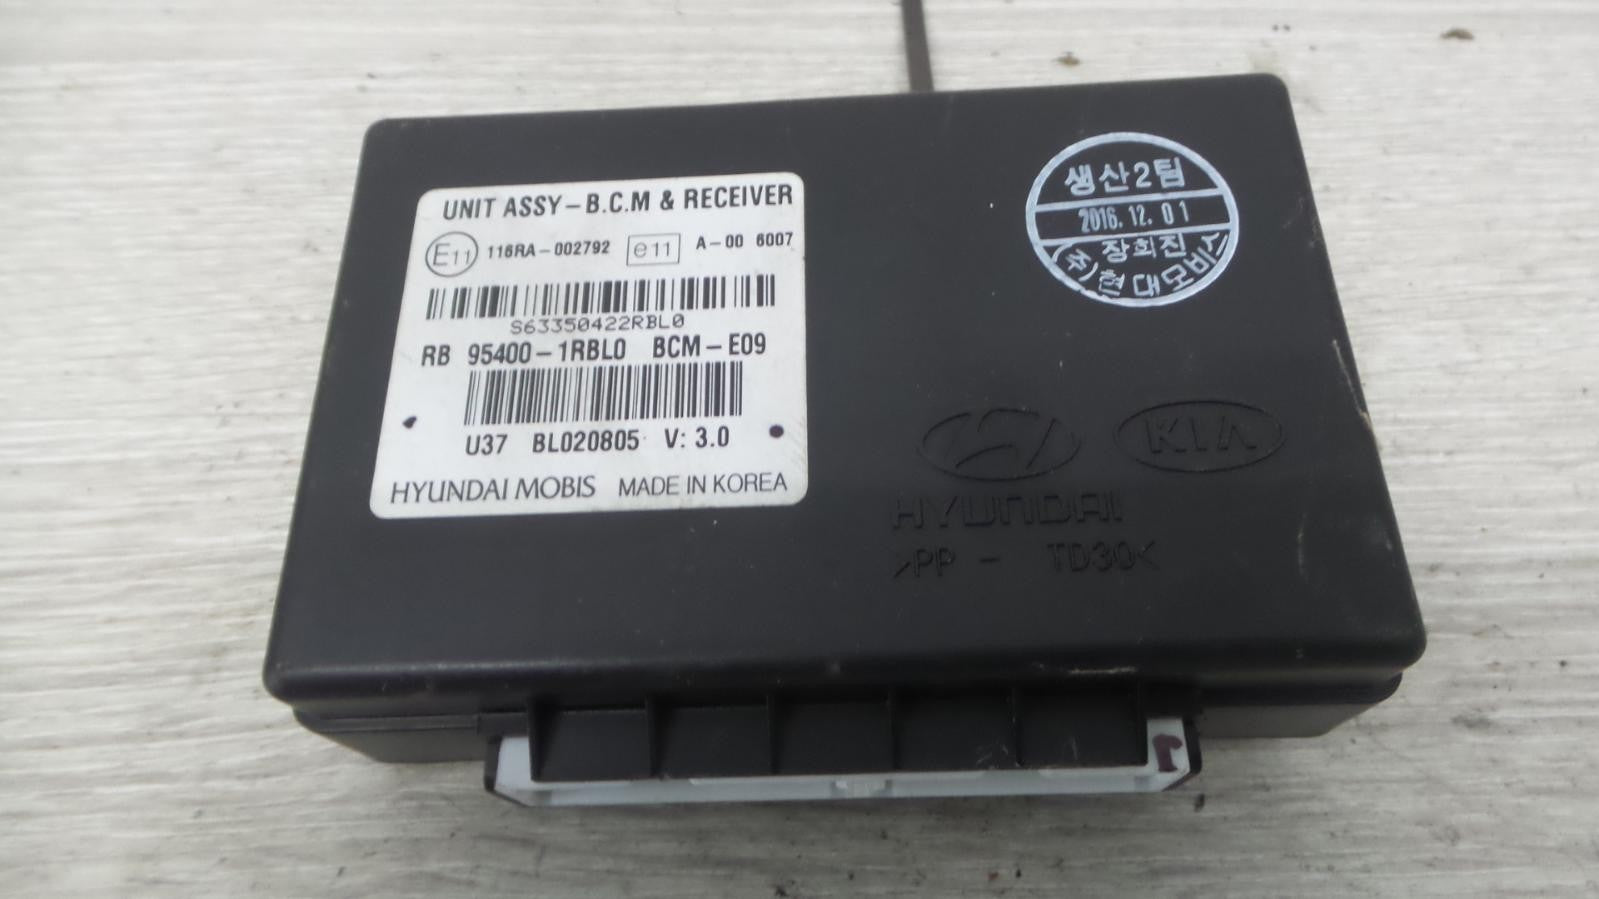 UNIT ASSY-B.C.M & RECEIVER
E11 116RA-002792 e11 A-00 6007
S63350422RBL0
RB 95400-1RBL0 BCM-E09
U37 BL020805 V: 3.0
HYUNDAI MOBIS MADE IN KOREA
생산2팀
2016.12.01
장희진
(주)현대모비스
KIA
HYUNDAI
>PP - TD30<